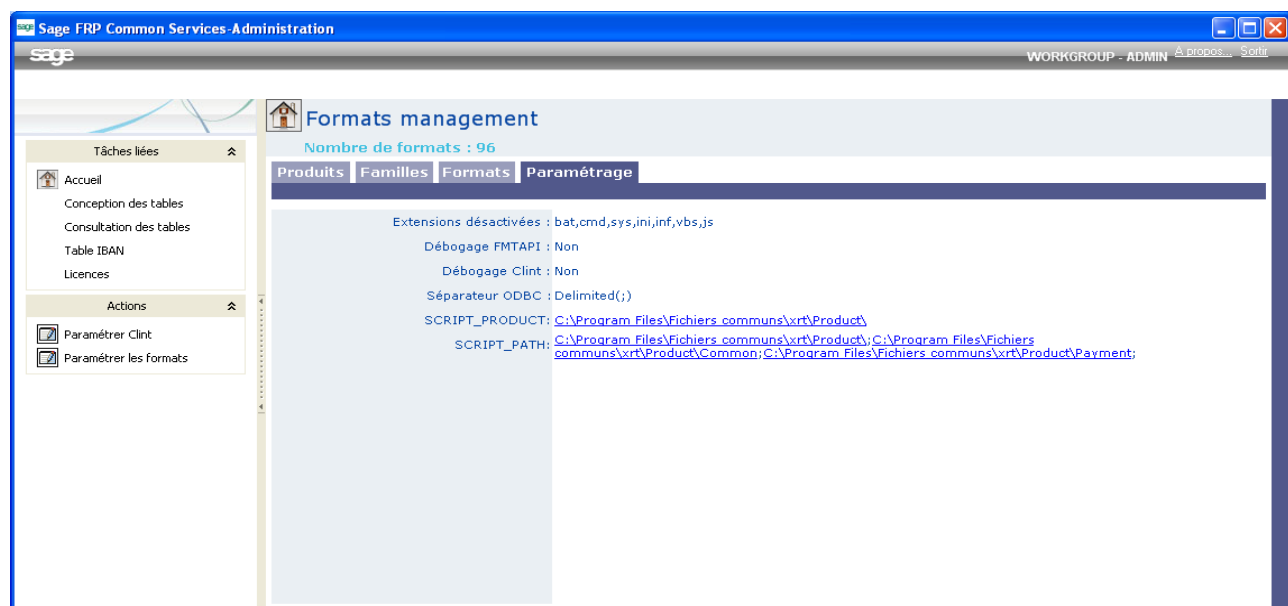 Sage FRP Common Services-Administration
sage
WORKGROUP - ADMIN A propos... Sortir
Formats management
Nombre de formats : 96
Produits Familles Formats Paramétrage
Tâches liées
Accueil
Conception des tables
Consultation des tables
Table IBAN
Licences
Actions
Paramétrer Clint
Paramétrer les formats
Extensions désactivées : bat,cmd,sys,ini,inf,vbs,js
Débogage FMTAPI : Non
Débogage Clint : Non
Séparateur ODBC : Delimited(;)
SCRIPT_PRODUCT: C:\Program Files\Fichiers communs\xrt\Product\
SCRIPT_PATH: C:\Program Files\Fichiers communs\xrt\Product\;C:\Program Files\Fichiers
communs\xrt\Product\Common;C:\Program Files\Fichiers communs\xrt\Product\Payment;